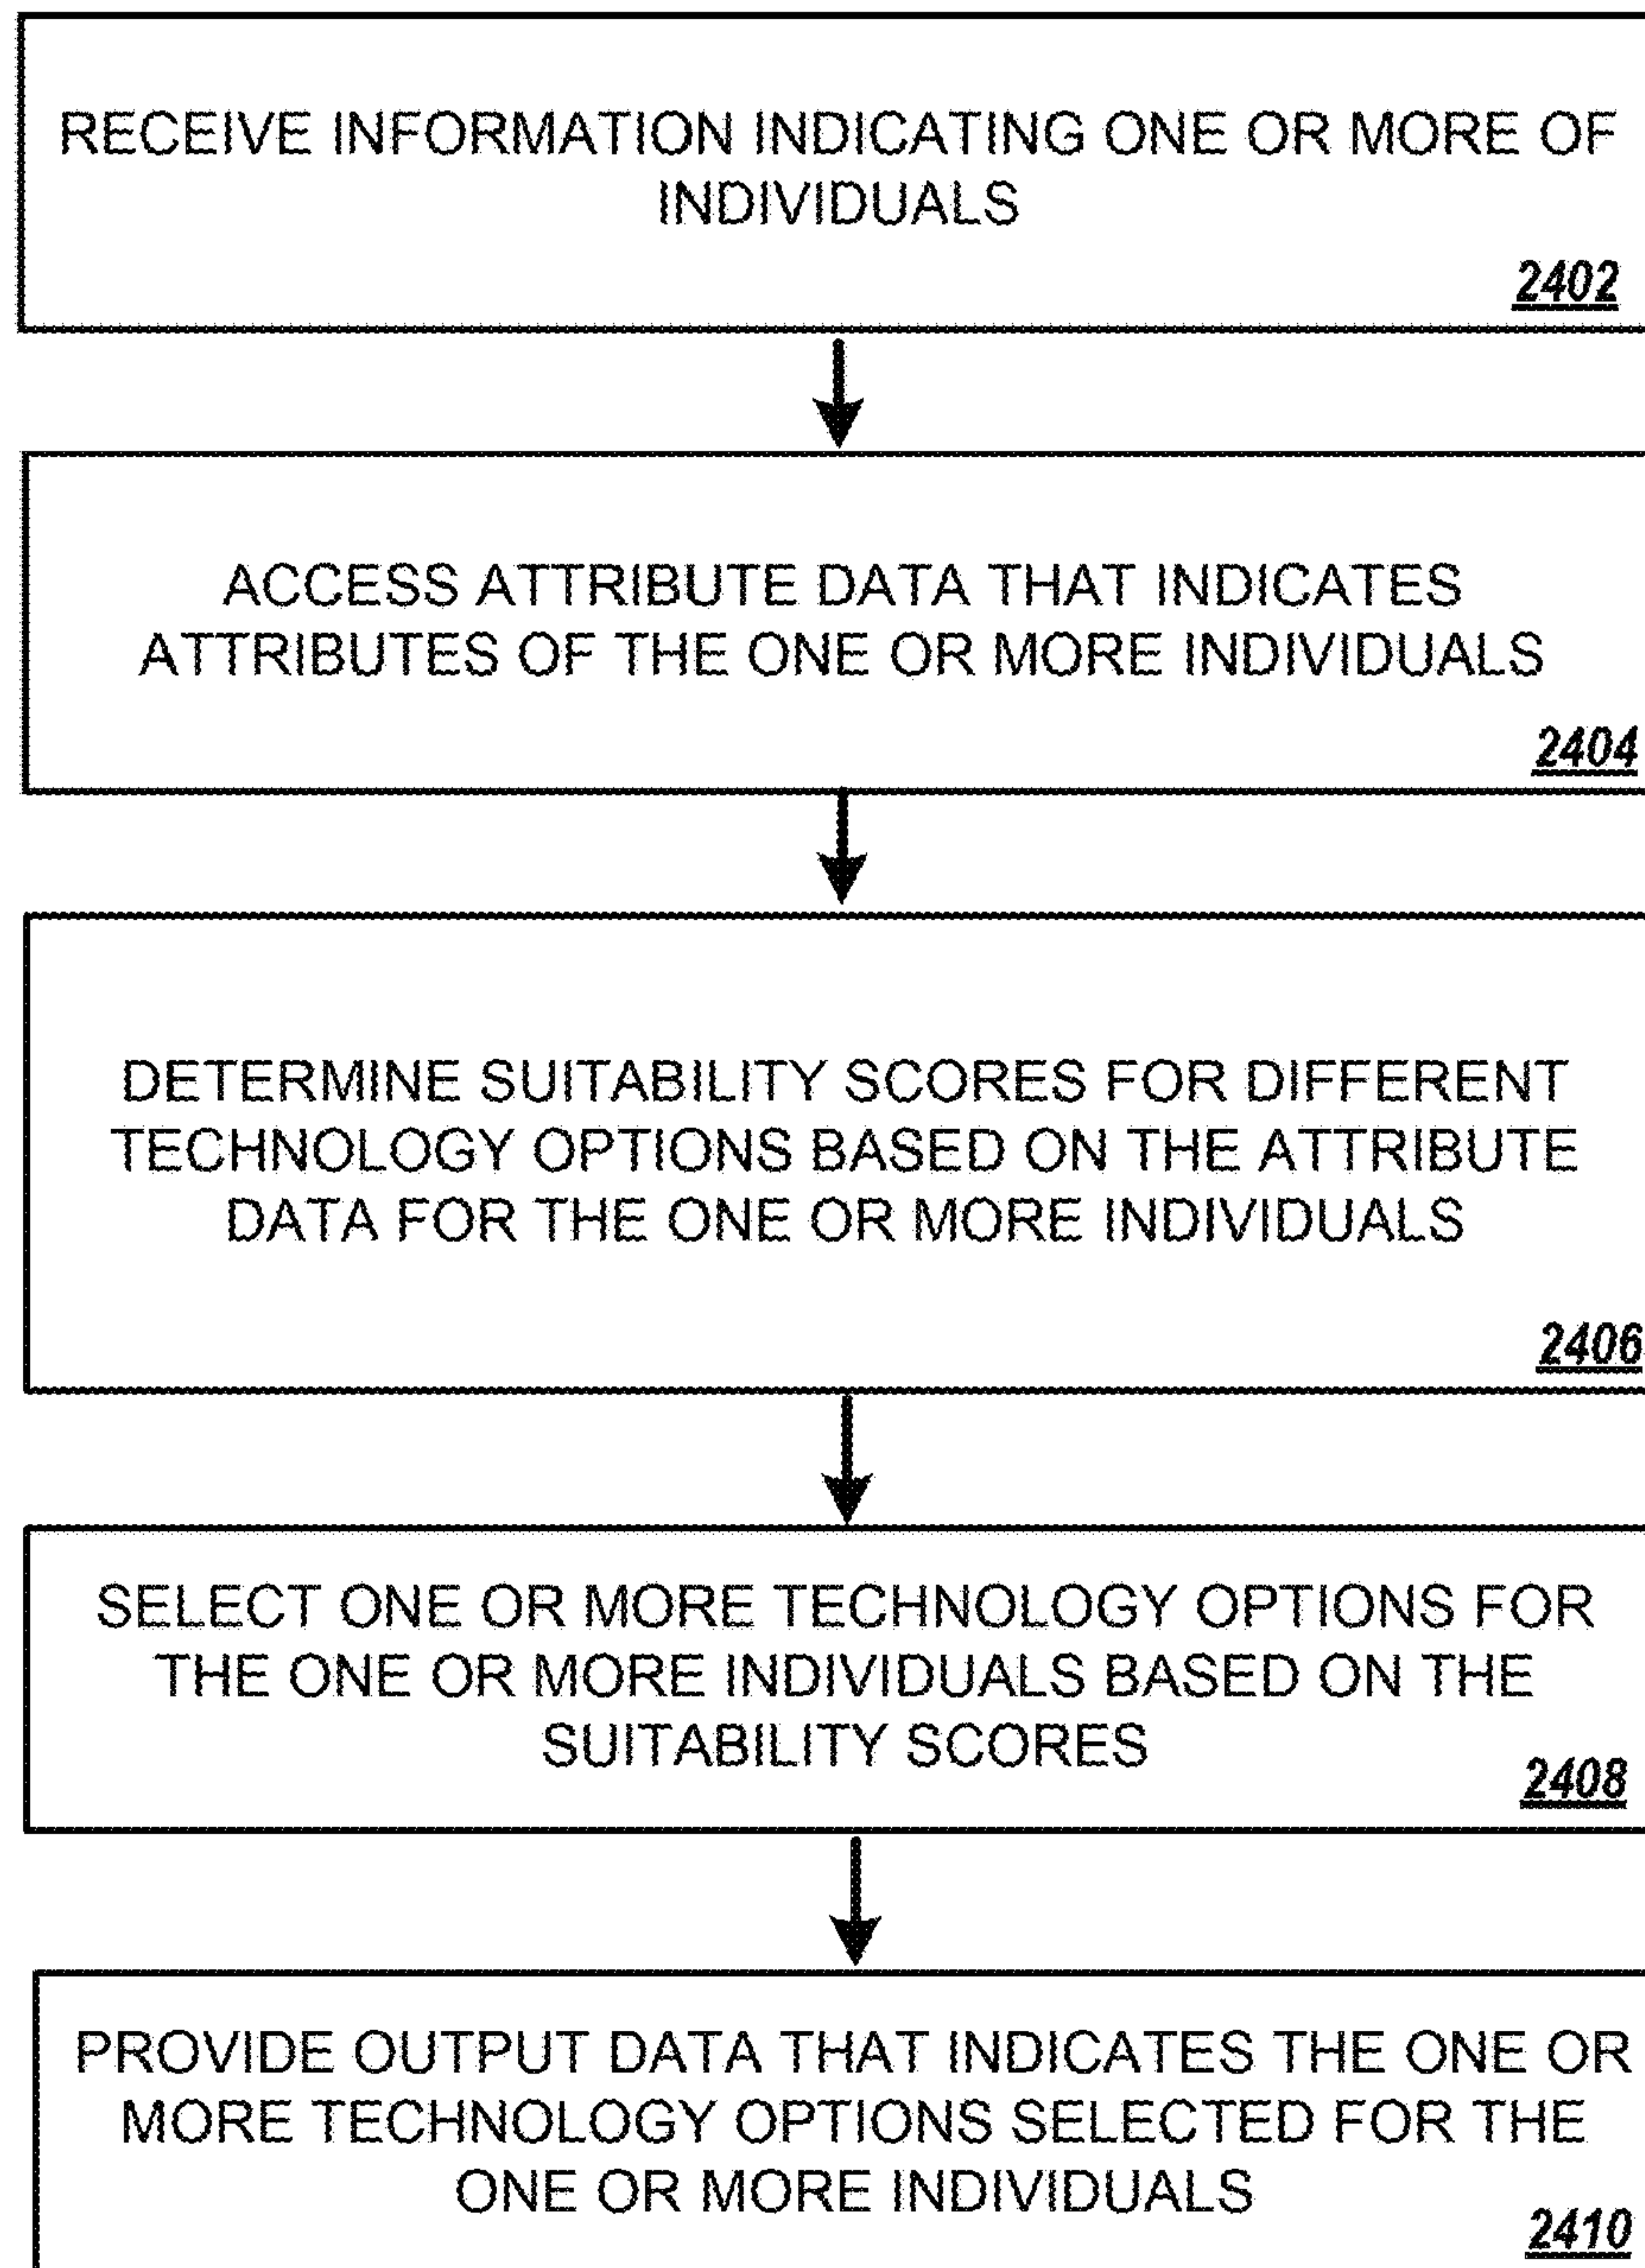 RECEIVE INFORMATION INDICATING ONE OR MORE OF
INDIVIDUALS
2402
ACCESS ATTRIBUTE DATA THAT INDICATES
ATTRIBUTES OF THE ONE OR MORE INDIVIDUALS
2404
DETERMINE SUITABILITY SCORES FOR DIFFERENT
TECHNOLOGY OPTIONS BASED ON THE ATTRIBUTE
DATA FOR THE ONE OR MORE INDIVIDUALS
2406
SELECT ONE OR MORE TECHNOLOGY OPTIONS FOR
THE ONE OR MORE INDIVIDUALS BASED ON THE
SUITABILITY SCORES
2408
PROVIDE OUTPUT DATA THAT INDICATES THE ONE OR
MORE TECHNOLOGY OPTIONS SELECTED FOR THE
ONE OR MORE INDIVIDUALS
2410